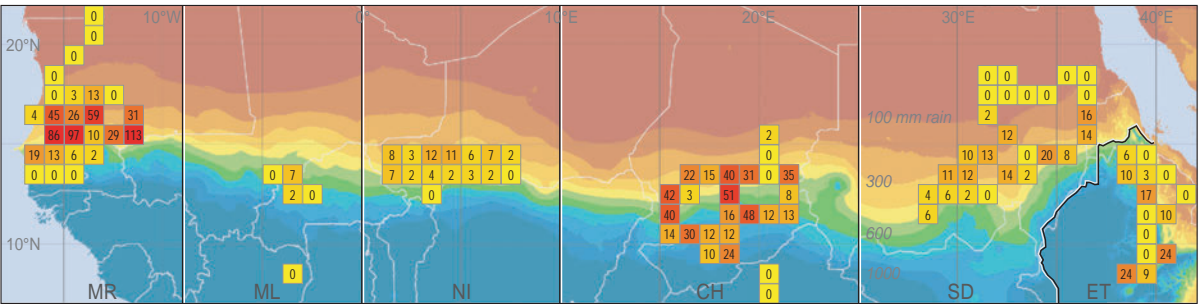 0 10°W 0° 10°E 20°E 30°E 40°E
0
20°N
0
0 0 0 0 0
0 3 13 0 0 0 0 0 0
4 45 26 59 31 100 mm rain 2 16
86 97 10 29 113 2 12 14
19 13 6 2 8 3 12 11 6 7 2 0 10 13 0 20 8 6 0
0 0 0 0 7 7 2 4 2 3 2 0 22 15 40 31 0 35 300 11 12 14 2 10 3
2 0 0 42 3 51 8 4 6 2 0 17 0
40 16 48 12 13 6 0 10
14 30 12 12 600 0
10°N
10 24 0 24
0 0 1000 24 9
MR ML NI CH 0 SD ET